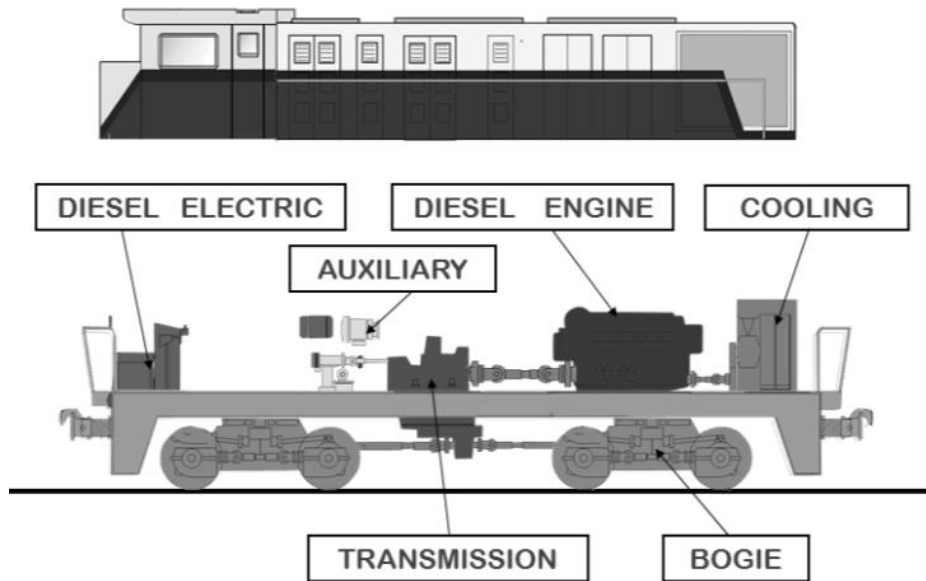 DIESEL ELECTRIC
DIESEL ENGINE
COOLING
AUXILIARY
TRANSMISSION
BOGIE